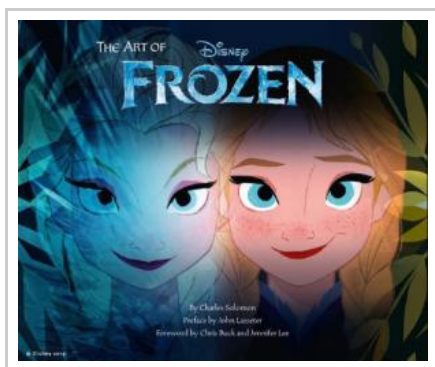 THE ART OF Disney
FROZEN
By Charles Solomon
Preface by John Lasseter
Foreword by Chris Buck and Jennifer Lee